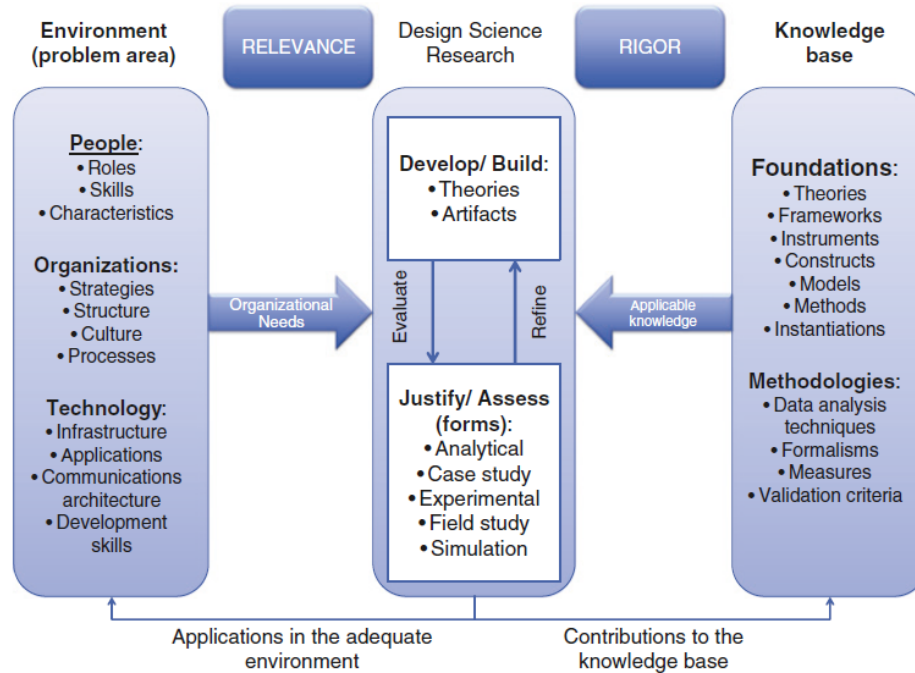 Environment
(problem area)
RELEVANCE
Design Science
Research
RIGOR
Knowledge
base
People:
• Roles
• Skills
• Characteristics
Organizations:
• Strategies
• Structure
• Culture
• Processes
Technology:
• Infrastructure
• Applications
• Communications
architecture
• Development
skills
Organizational
Needs
Develop/ Build:
• Theories
• Artifacts
Evaluate
Refine
Justify/ Assess
(forms):
• Analytical
• Case study
• Experimental
• Field study
• Simulation
Applicable
knowledge
Foundations:
• Theories
• Frameworks
• Instruments
• Constructs
• Models
• Methods
• Instantiations
Methodologies:
• Data analysis
techniques
• Formalisms
• Measures
• Validation criteria
Applications in the adequate
environment
Contributions to the
knowledge base